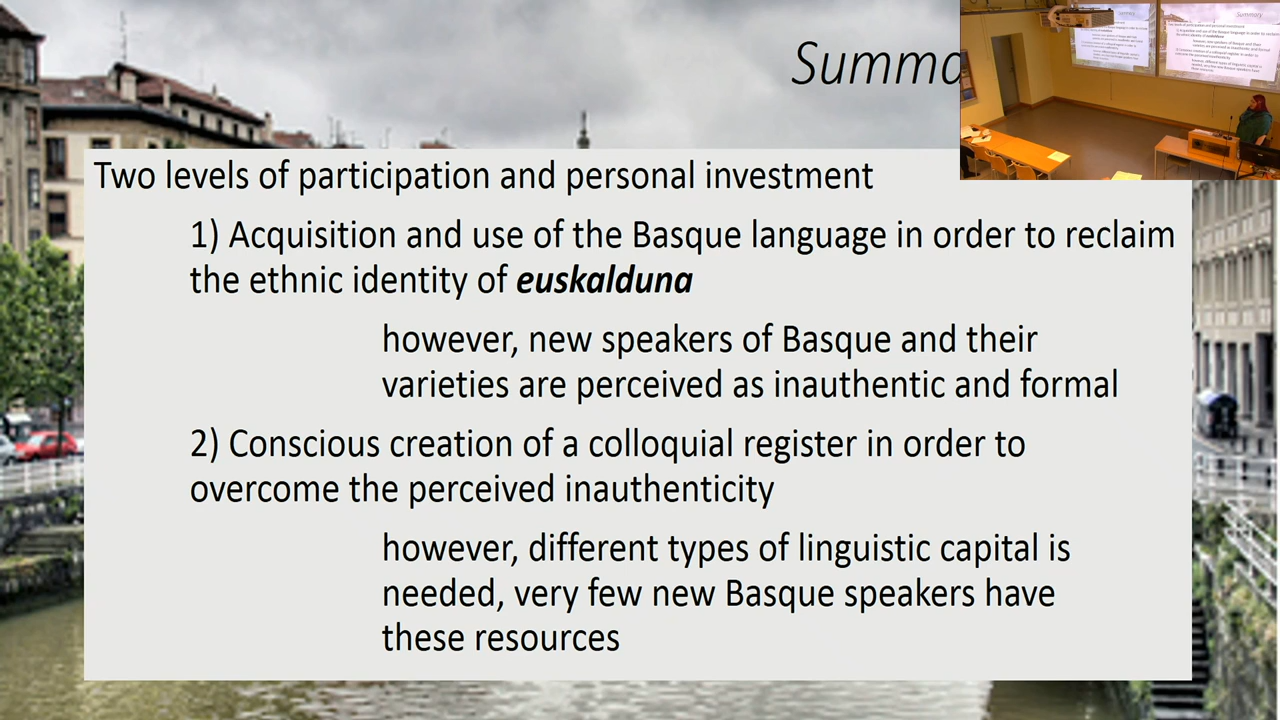 Summa
Two levels of participation and personal investment
1) Acquisition and use of the Basque language in order to reclaim
the ethnic identity of euskalduna
however, new speakers of Basque and their
varieties are perceived as inauthentic and formal
2) Conscious creation of a colloquial register in order to
overcome the perceived inauthenticity
however, different types of linguistic capital is
needed, very few new Basque speakers have
these resources
Summary